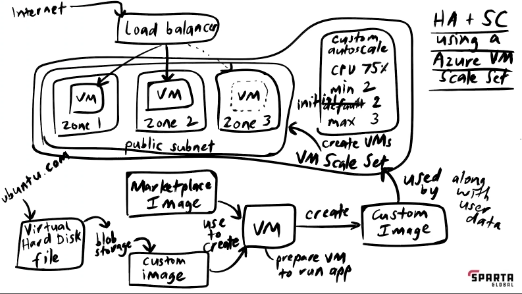 Internet
Load balancer
HA + SC
using a
Azure VM
Scale Set
custom
autoscale
CPU 75%
min 2
initial default 2
max 3
VM
VM
VM
Zone 1
Zone 2
Zone 3
public subnet
create VMs
VM Scale Set
ubuntu.com
Marketplace
Image
used
by
along
with
user
data
Virtual
Hard Disk
file
blob
storage
custom
image
use
to
create
VM
create
Custom
Image
prepare VM
to run app
SPARTA
GLOBAL